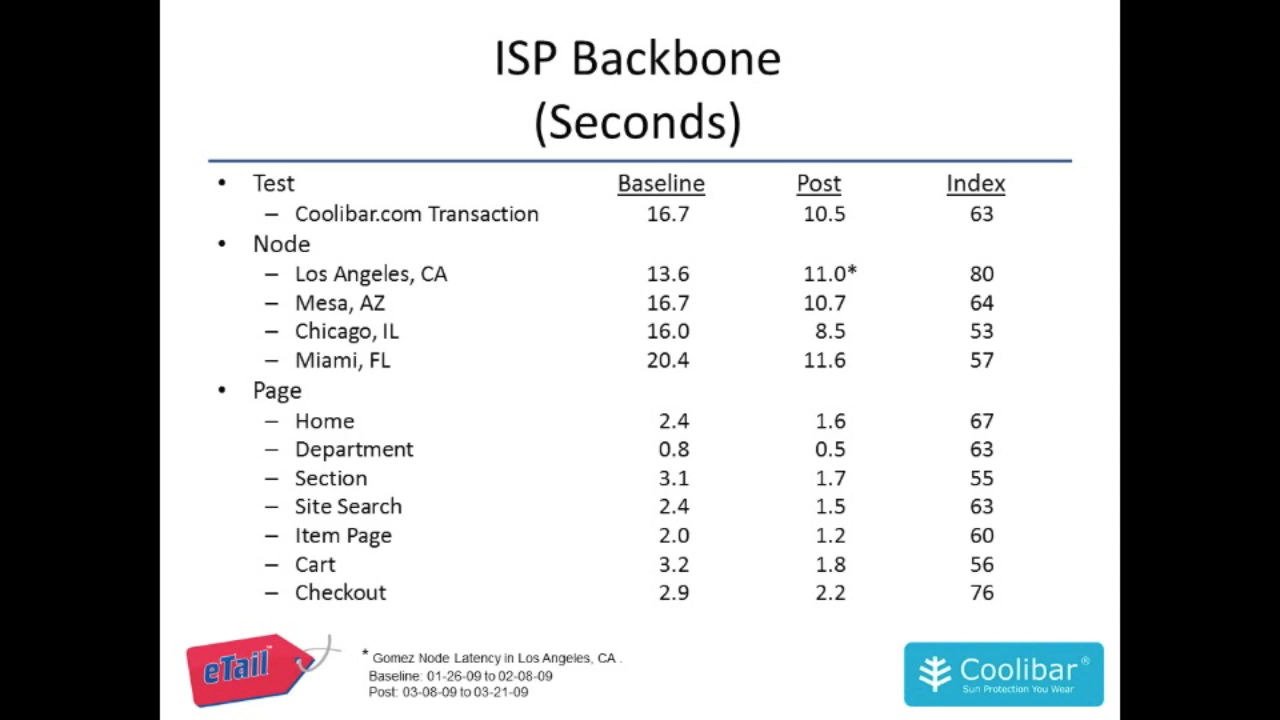 ISP Backbone
(Seconds)
• Test Baseline Post Index
– Coolibar.com Transaction 16.7 10.5 63
• Node
– Los Angeles, CA 13.6 11.0* 80
– Mesa, AZ 16.7 10.7 64
– Chicago, IL 16.0 8.5 53
– Miami, FL 20.4 11.6 57
• Page
– Home 2.4 1.6 67
– Department 0.8 0.5 63
– Section 3.1 1.7 55
– Site Search 2.4 1.5 63
– Item Page 2.0 1.2 60
– Cart 3.2 1.8 56
– Checkout 2.9 2.2 76
eTail™
* Gomez Node Latency in Los Angeles, CA .
Baseline: 01-26-09 to 02-08-09
Post: 03-08-09 to 03-21-09
Coolibar®
Sun Protection You Wear